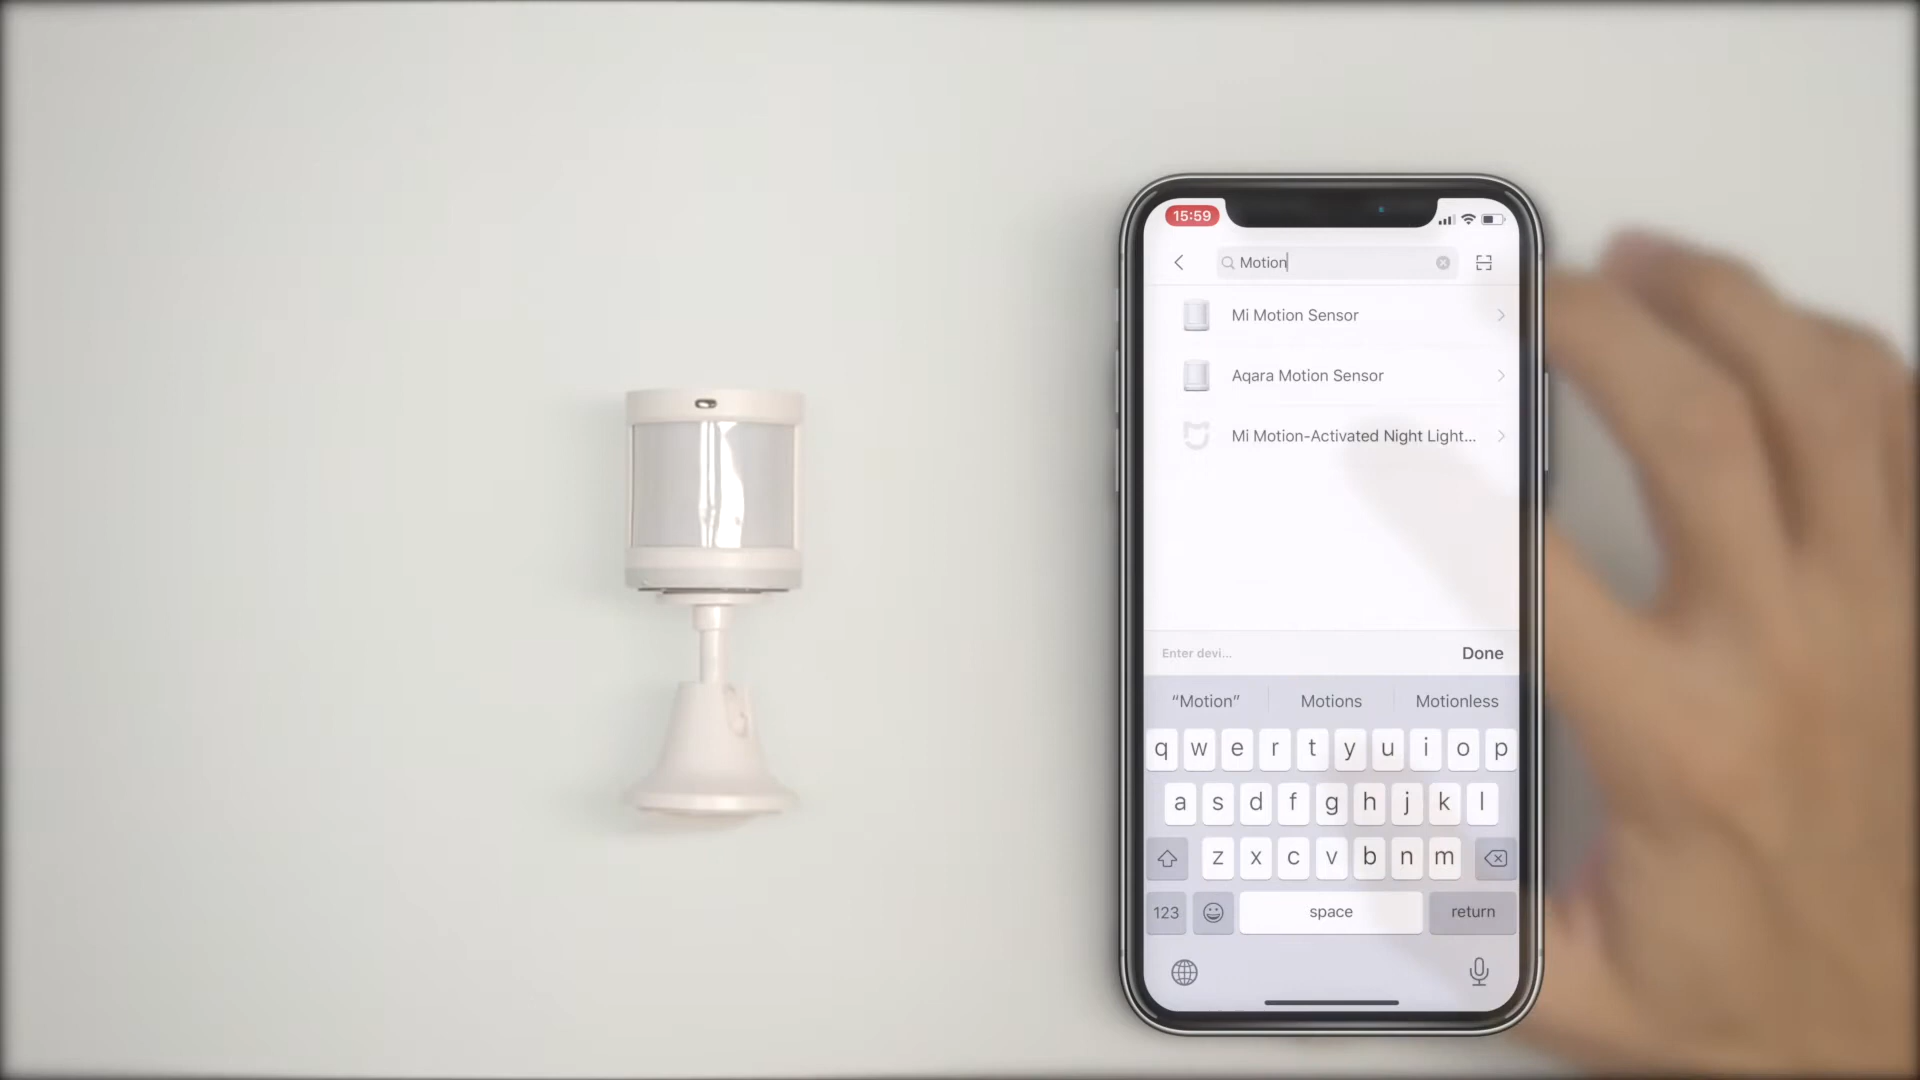 15:59
Motion
Mi Motion Sensor
Aqara Motion Sensor
Mi Motion-Activated Night Light...
Enter devi...
Done
“Motion” Motions Motionless
q w e r t y u i o p
a s d f g h j k l
z x c v b n m
123 space return